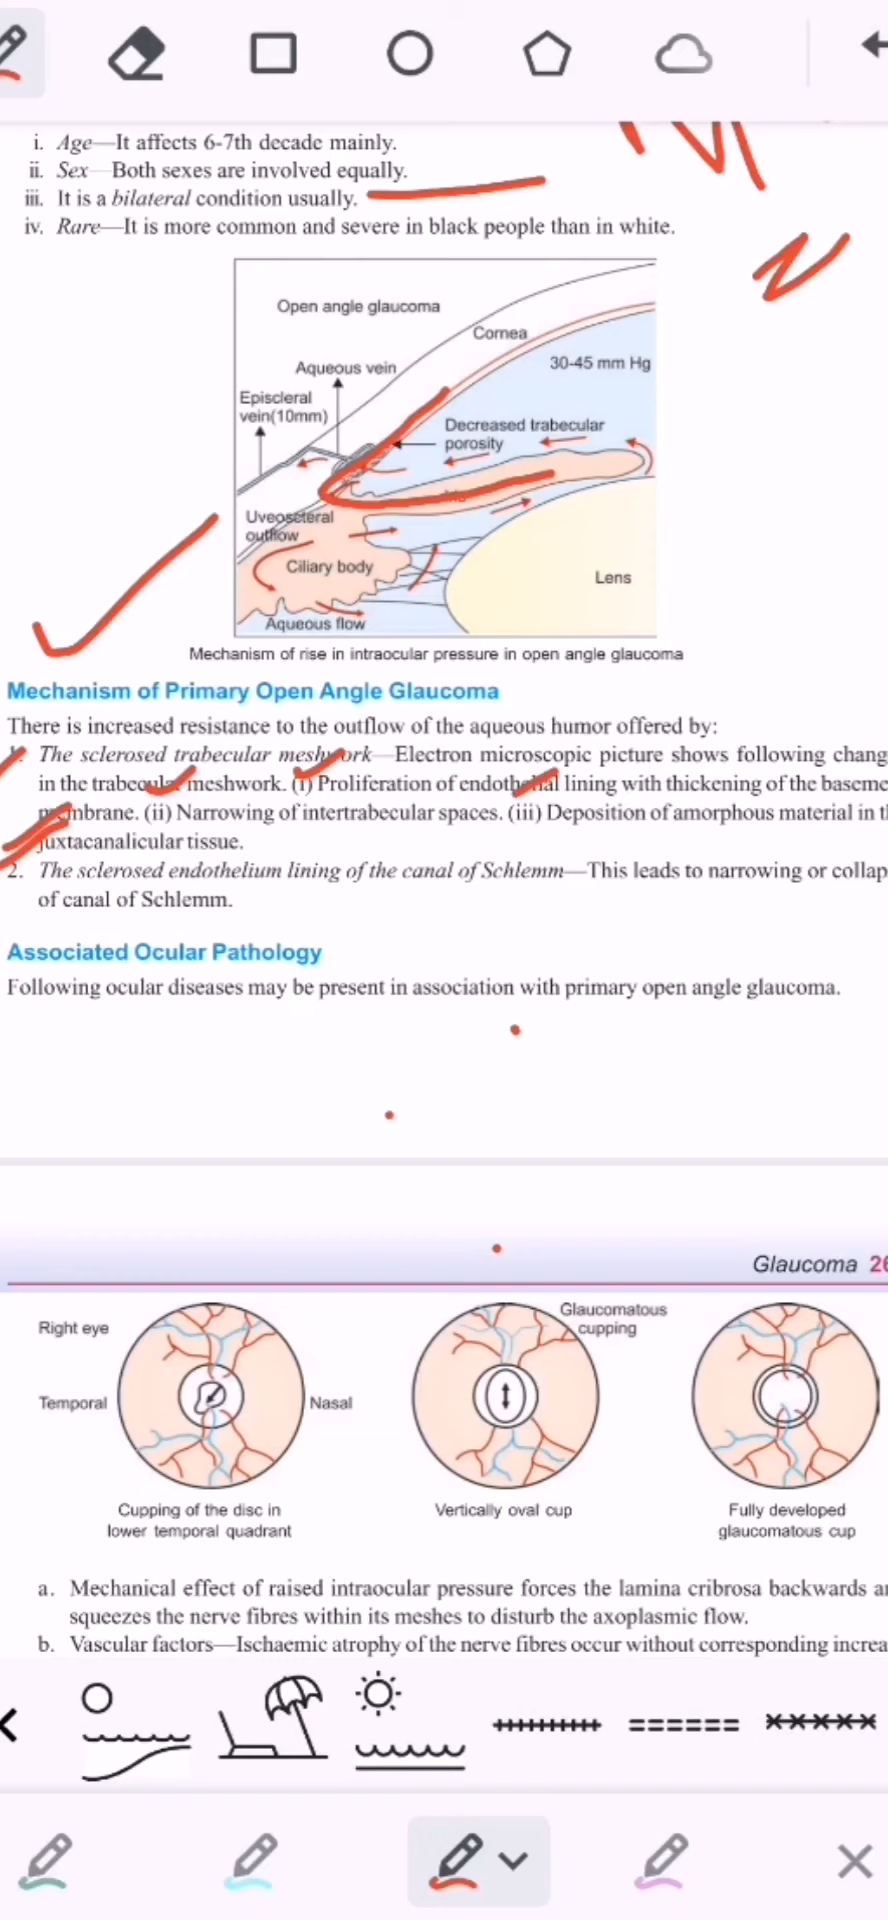 i. Age—It affects 6-7th decade mainly.
ii. Sex—Both sexes are involved equally.
iii. It is a bilateral condition usually.
iv. Rare—It is more common and severe in black people than in white.
Open angle glaucoma
Cornea
30-45 mm Hg
Aqueous vein
Episcleral
vein(10mm)
Decreased trabecular
porosity
Uveoscleral
outflow
Ciliary body
Lens
Aqueous flow
Mechanism of rise in intraocular pressure in open angle glaucoma
Mechanism of Primary Open Angle Glaucoma
There is increased resistance to the outflow of the aqueous humor offered by:
The sclerosed trabecular meshwork—Electron microscopic picture shows following chang
in the trabecular meshwork. (i) Proliferation of endothelial lining with thickening of the baseme
membrane. (ii) Narrowing of intertrabecular spaces. (iii) Deposition of amorphous material in t
juxtacanalicular tissue.
2. The sclerosed endothelium lining of the canal of Schlemm—This leads to narrowing or collap
of canal of Schlemm.
Associated Ocular Pathology
Following ocular diseases may be present in association with primary open angle glaucoma.
Glaucoma 26
Right eye
Temporal
Nasal
Glaucomatous
cupping
Cupping of the disc in
lower temporal quadrant
Vertically oval cup
Fully developed
glaucomatous cup
a. Mechanical effect of raised intraocular pressure forces the lamina cribrosa backwards a
squeezes the nerve fibres within its meshes to disturb the axoplasmic flow.
b. Vascular factors—Ischaemic atrophy of the nerve fibres occur without corresponding increa